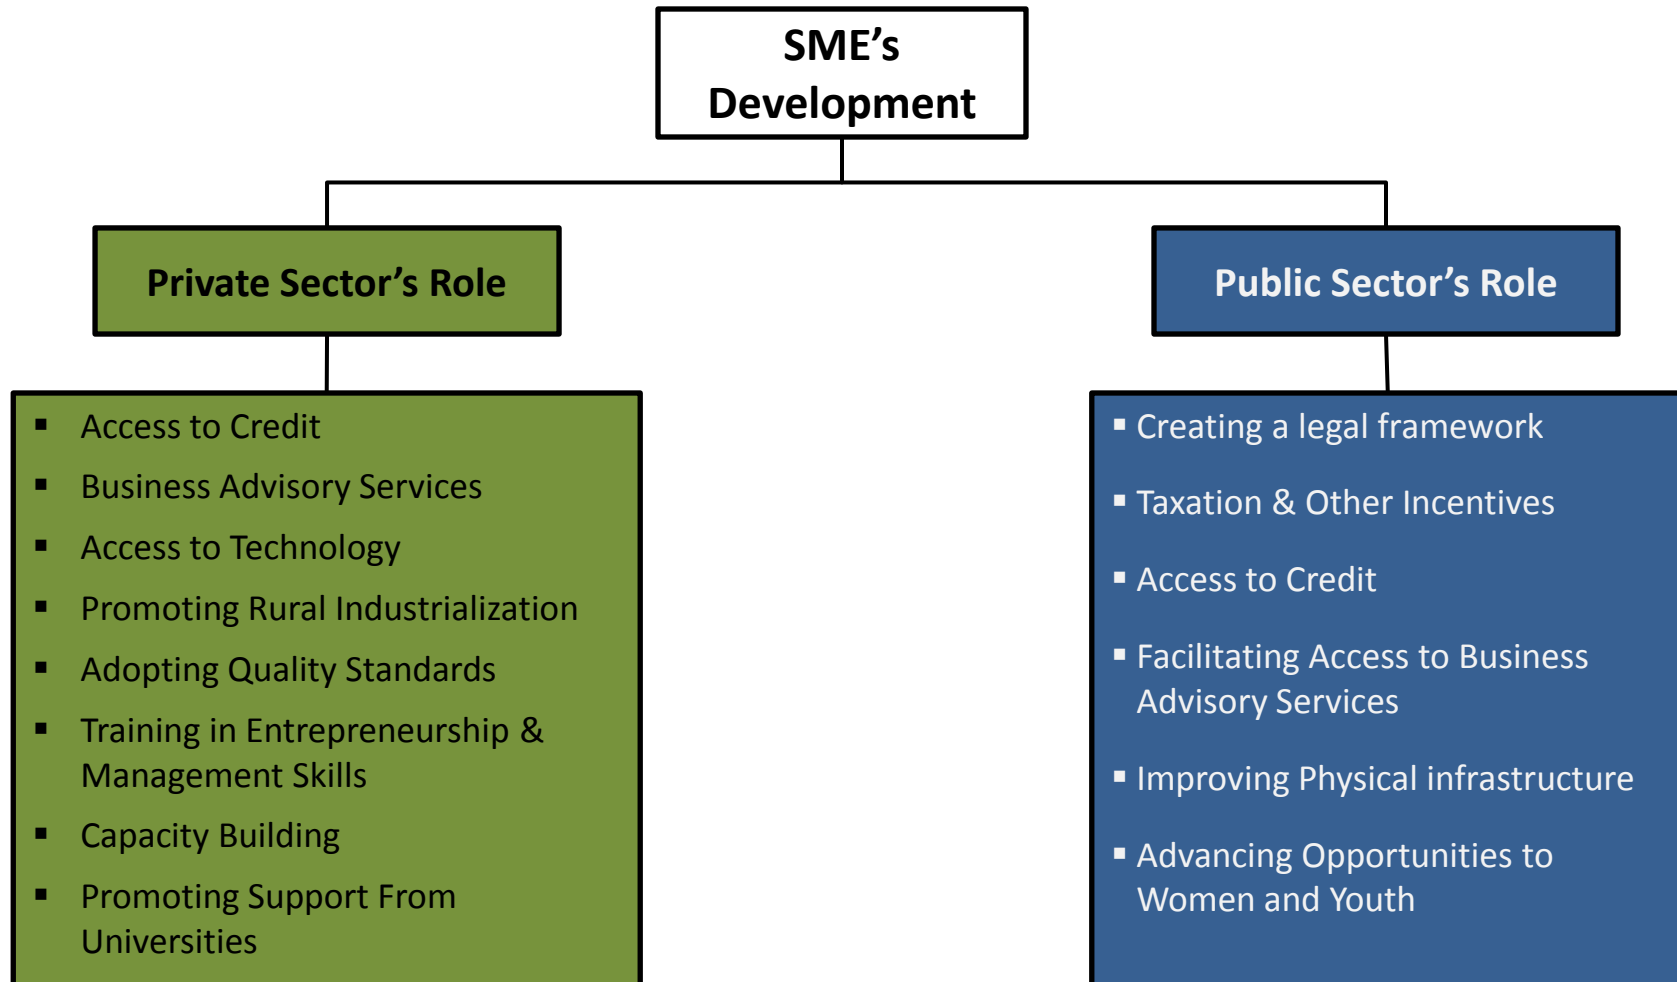 SME’s
Development
Private Sector’s Role
Public Sector’s Role
▪ Access to Credit
▪ Business Advisory Services
▪ Access to Technology
▪ Promoting Rural Industrialization
▪ Adopting Quality Standards
▪ Training in Entrepreneurship &
Management Skills
▪ Capacity Building
▪ Promoting Support From
Universities
▪ Creating a legal framework
▪ Taxation & Other Incentives
▪ Access to Credit
▪ Facilitating Access to Business
Advisory Services
▪ Improving Physical infrastructure
▪ Advancing Opportunities to
Women and Youth